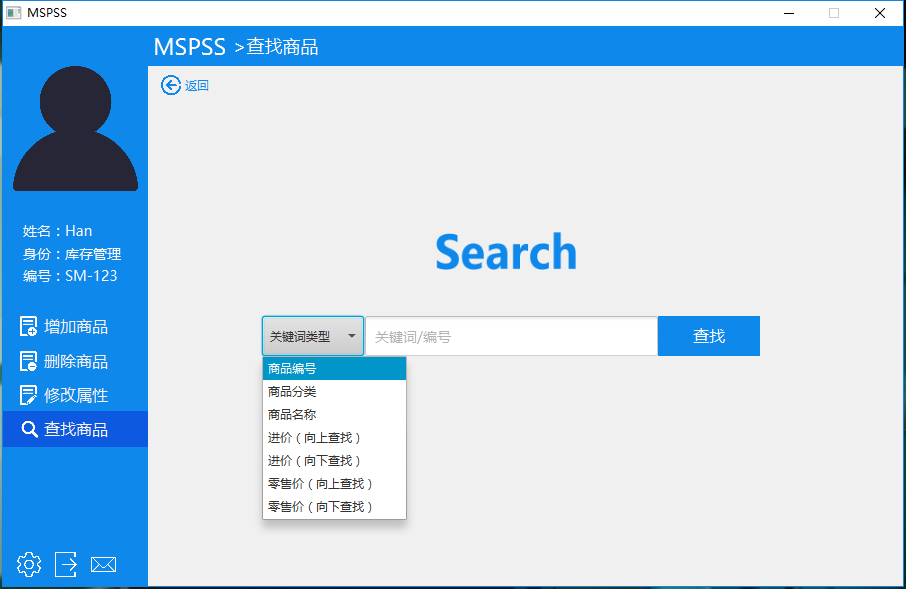 MSPSS
MSPSS >查找商品
返回
姓名：Han
身份：库存管理
编号：SM-123
增加商品
删除商品
修改属性
查找商品
Search
关键词类型
关键词/编号
查找
商品编号
商品分类
商品名称
进价（向上查找）
进价（向下查找）
零售价（向上查找）
零售价（向下查找）